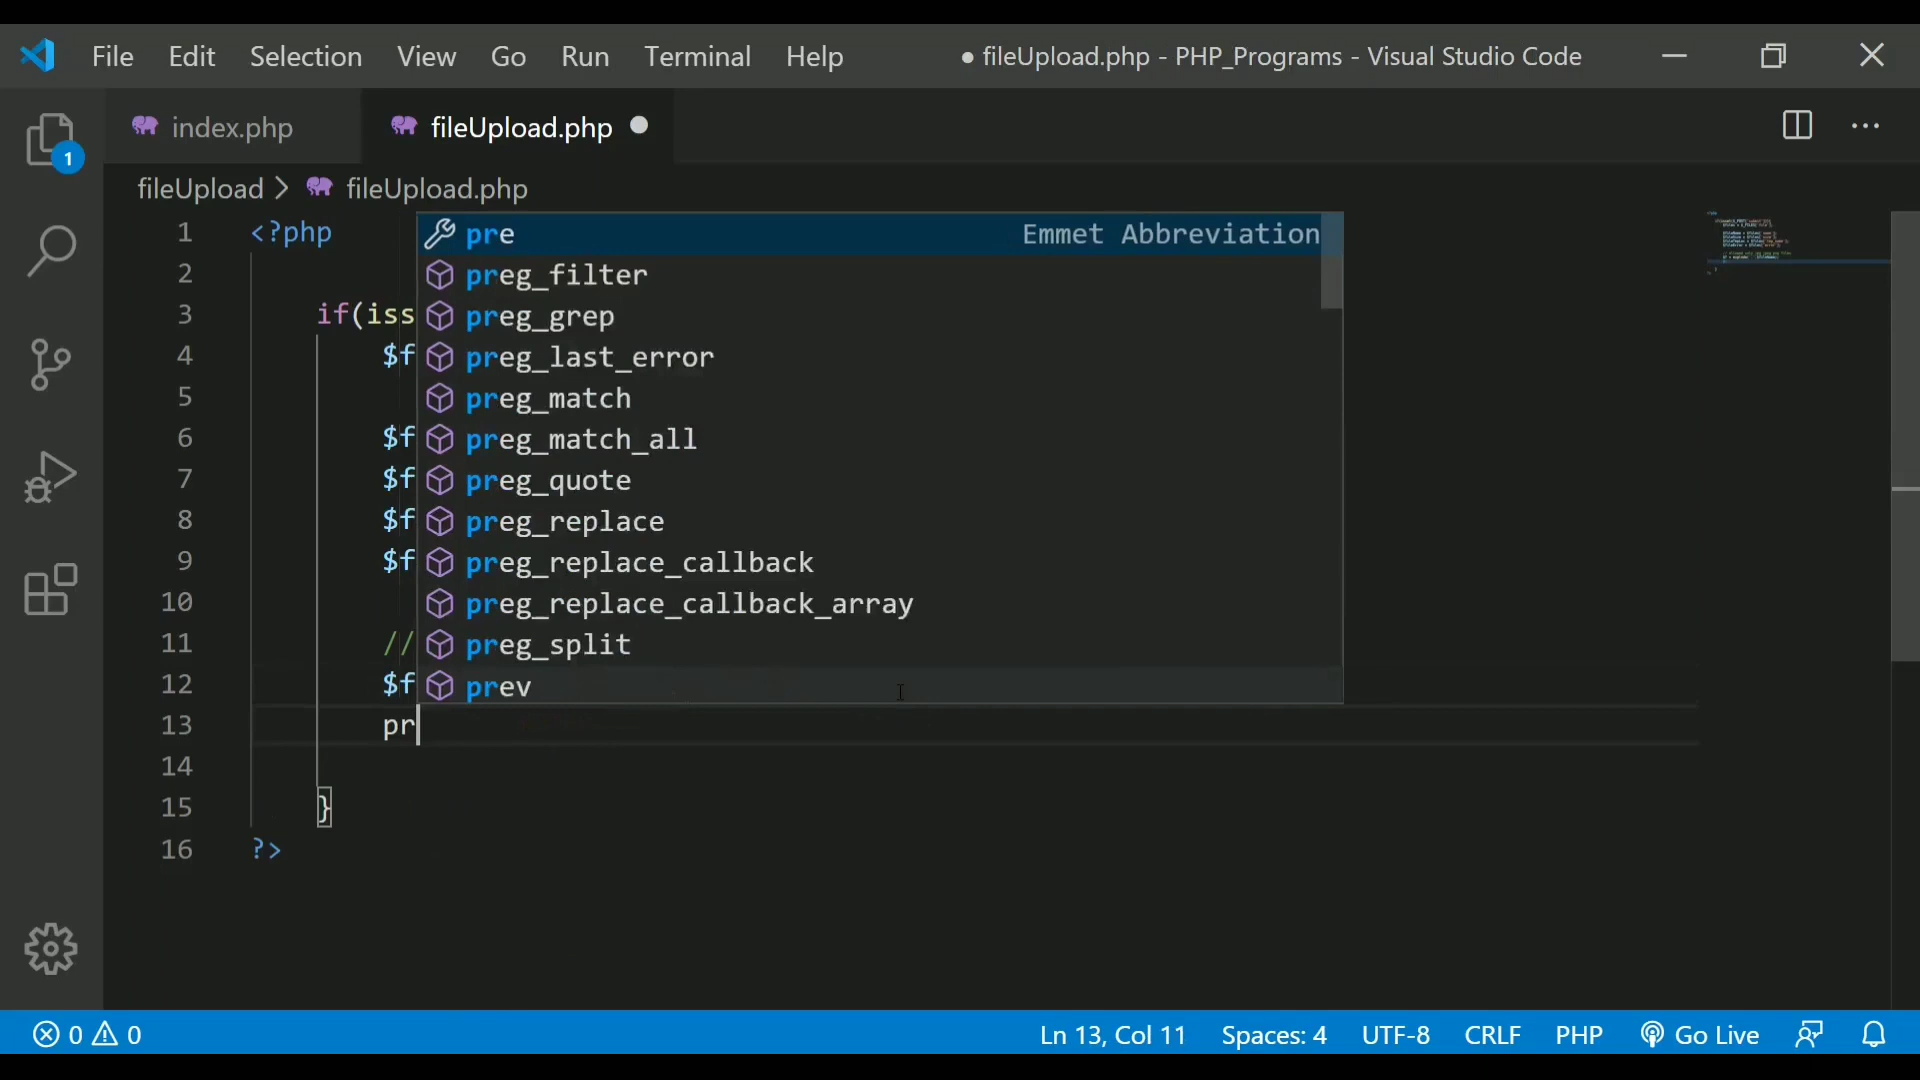 File Edit Selection View Go Run Terminal Help ● fileUpload.php - PHP_Programs - Visual Studio Code
index.php fileUpload.php
1
fileUpload > fileUpload.php
1 <?php
pre Emmet Abbreviation
2
preg_filter
3 if(iss
preg_grep
4 $f
preg_last_error
5
preg_match
6 $f
preg_match_all
7 $f
preg_quote
8 $f
preg_replace
9 $f
preg_replace_callback
10
preg_replace_callback_array
11 //
preg_split
12 $f
prev
13 pr
14
15 }
16 ?>
0 0 Ln 13, Col 11 Spaces: 4 UTF-8 CRLF PHP Go Live